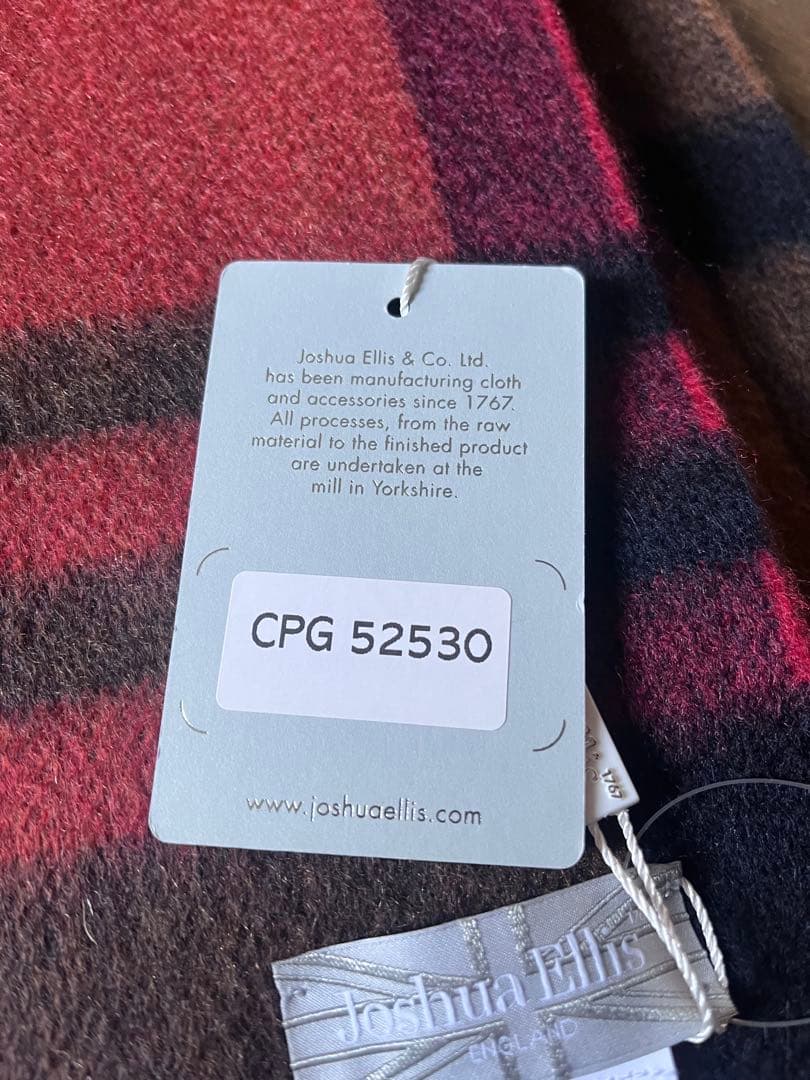 Joshua Ellis & Co. Ltd.
has been manufacturing cloth
and accessories since 1767.
All processes, from the raw
material to the finished product
are undertaken at the
mill in Yorkshire.
CPG 52530
www.joshuaellis.com
1767
Joshua Ellis
ENGLAND